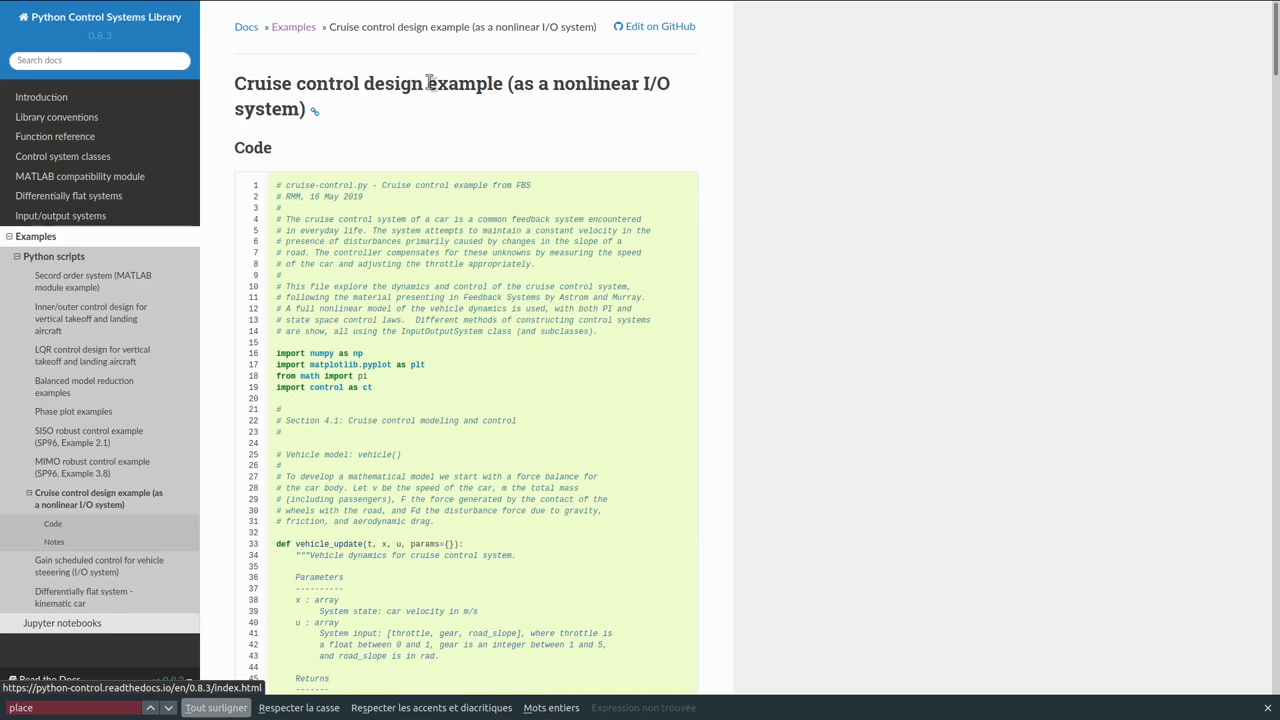 Python Control Systems Library
0.8.3
Search docs
Introduction
Library conventions
Function reference
Control system classes
MATLAB compatibility module
Differentially flat systems
Input/output systems
Examples
Python scripts
Secord order system (MATLAB
module example)
Inner/outer control design for
vertical takeoff and landing
aircraft
LQR control design for vertical
takeoff and landing aircraft
Balanced model reduction
examples
Phase plot examples
SISO robust control example
(SP96, Example 2.1)
MIMO robust control example
(SP96, Example 3.8)
Cruise control design example (as
a nonlinear I/O system)
Code
Notes
Gain scheduled control for vehicle
steeering (I/O system)
Differentially flat system -
kinematic car
Jupyter notebooks
Read the Docs
Docs » Examples » Cruise control design example (as a nonlinear I/O system)
Edit on GitHub
Cruise control design example (as a nonlinear I/O
system)
Code
1 # cruise-control.py - Cruise control example from FBS
2 # RMM, 16 May 2019
3 #
4 # The cruise control system of a car is a common feedback system encountered
5 # in everyday life. The system attempts to maintain a constant velocity in the
6 # presence of disturbances primarily caused by changes in the slope of a
7 # road. The controller compensates for these unknowns by measuring the speed
8 # of the car and adjusting the throttle appropriately.
9 #
10 # This file explore the dynamics and control of the cruise control system,
11 # following the material presenting in Feedback Systems by Astrom and Murray.
12 # A full nonlinear model of the vehicle dynamics is used, with both PI and
13 # state space control laws.  Different methods of constructing control systems
14 # are show, all using the InputOutputSystem class (and subclasses).
15
16 import numpy as np
17 import matplotlib.pyplot as plt
18 from math import pi
19 import control as ct
20
21 #
22 # Section 4.1: Cruise control modeling and control
23 #
24
25 # Vehicle model: vehicle()
26 #
27 # To develop a mathematical model we start with a force balance for
28 # the car body. Let v be the speed of the car, m the total mass
29 # (including passengers), F the force generated by the contact of the
30 # wheels with the road, and Fd the disturbance force due to gravity,
31 # friction, and aerodynamic drag.
32
33 def vehicle_update(t, x, u, params={}):
34 """Vehicle dynamics for cruise control system.
35
36 Parameters
37 ----------
38 x : array
39 System state: car velocity in m/s
40 u : array
41 System input: [throttle, gear, road_slope], where throttle is
42 a float between 0 and 1, gear is an integer between 1 and 5,
43 and road_slope is in rad.
44
45 Returns
-------
https://python-control.readthedocs.io/en/0.8.3/index.html
place
Tout surligner
Respecter la casse
Respecter les accents et diacritiques
Mots entiers
Expression non trouvée